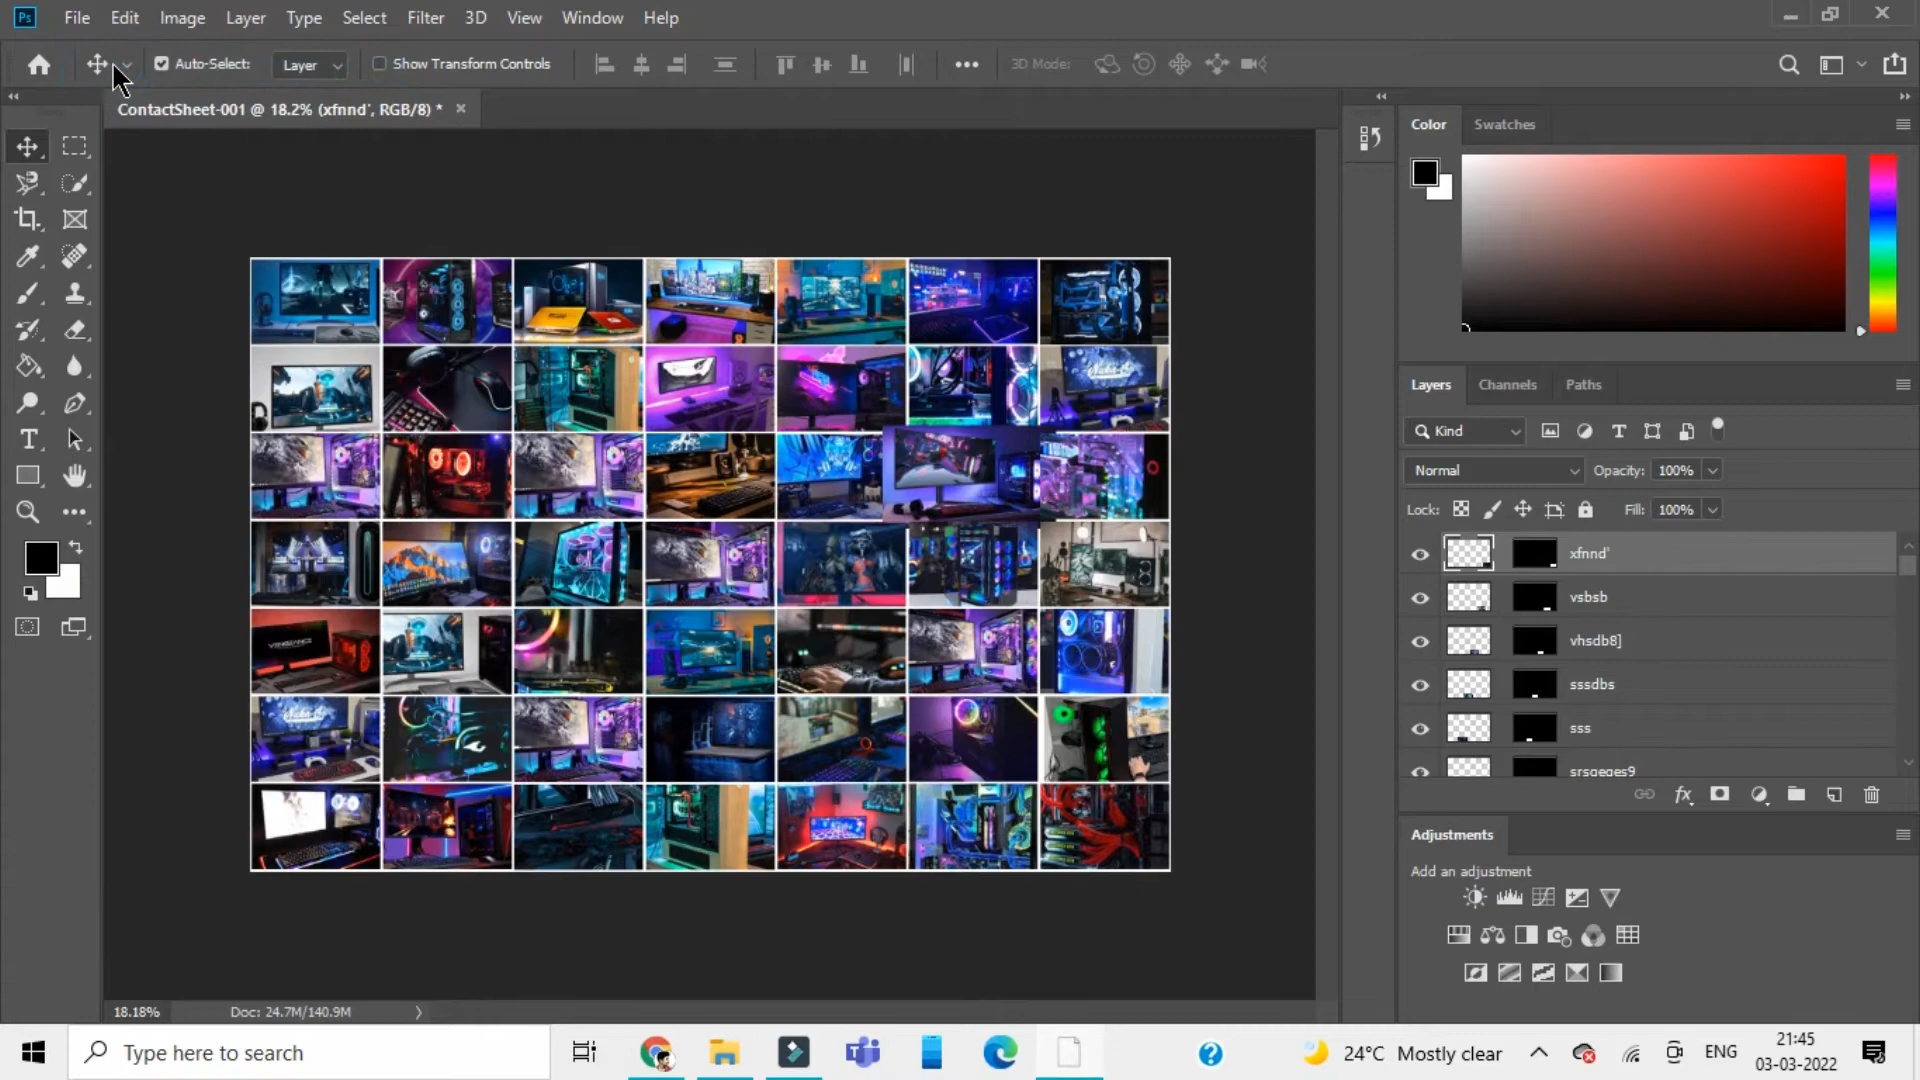 Ps File Edit Image Layer Type Select Filter 3D View Window Help
Auto-Select: Layer Show Transform Controls 3D Mode:
ContactSheet-001 @ 18.2% (xfnnd', RGB/8) *
Color Swatches
Layers Channels Paths
Kind
Normal Opacity: 100%
Lock: Fill: 100%
xfnnd'
vsbsb
vhsdb8]
sssdbs
sss
srsgeges9
Adjustments
Add an adjustment
VENGEANCE
18.18% Doc: 24.7M/140.9M
Type here to search
24°C Mostly clear
ENG
21:45
03-03-2022